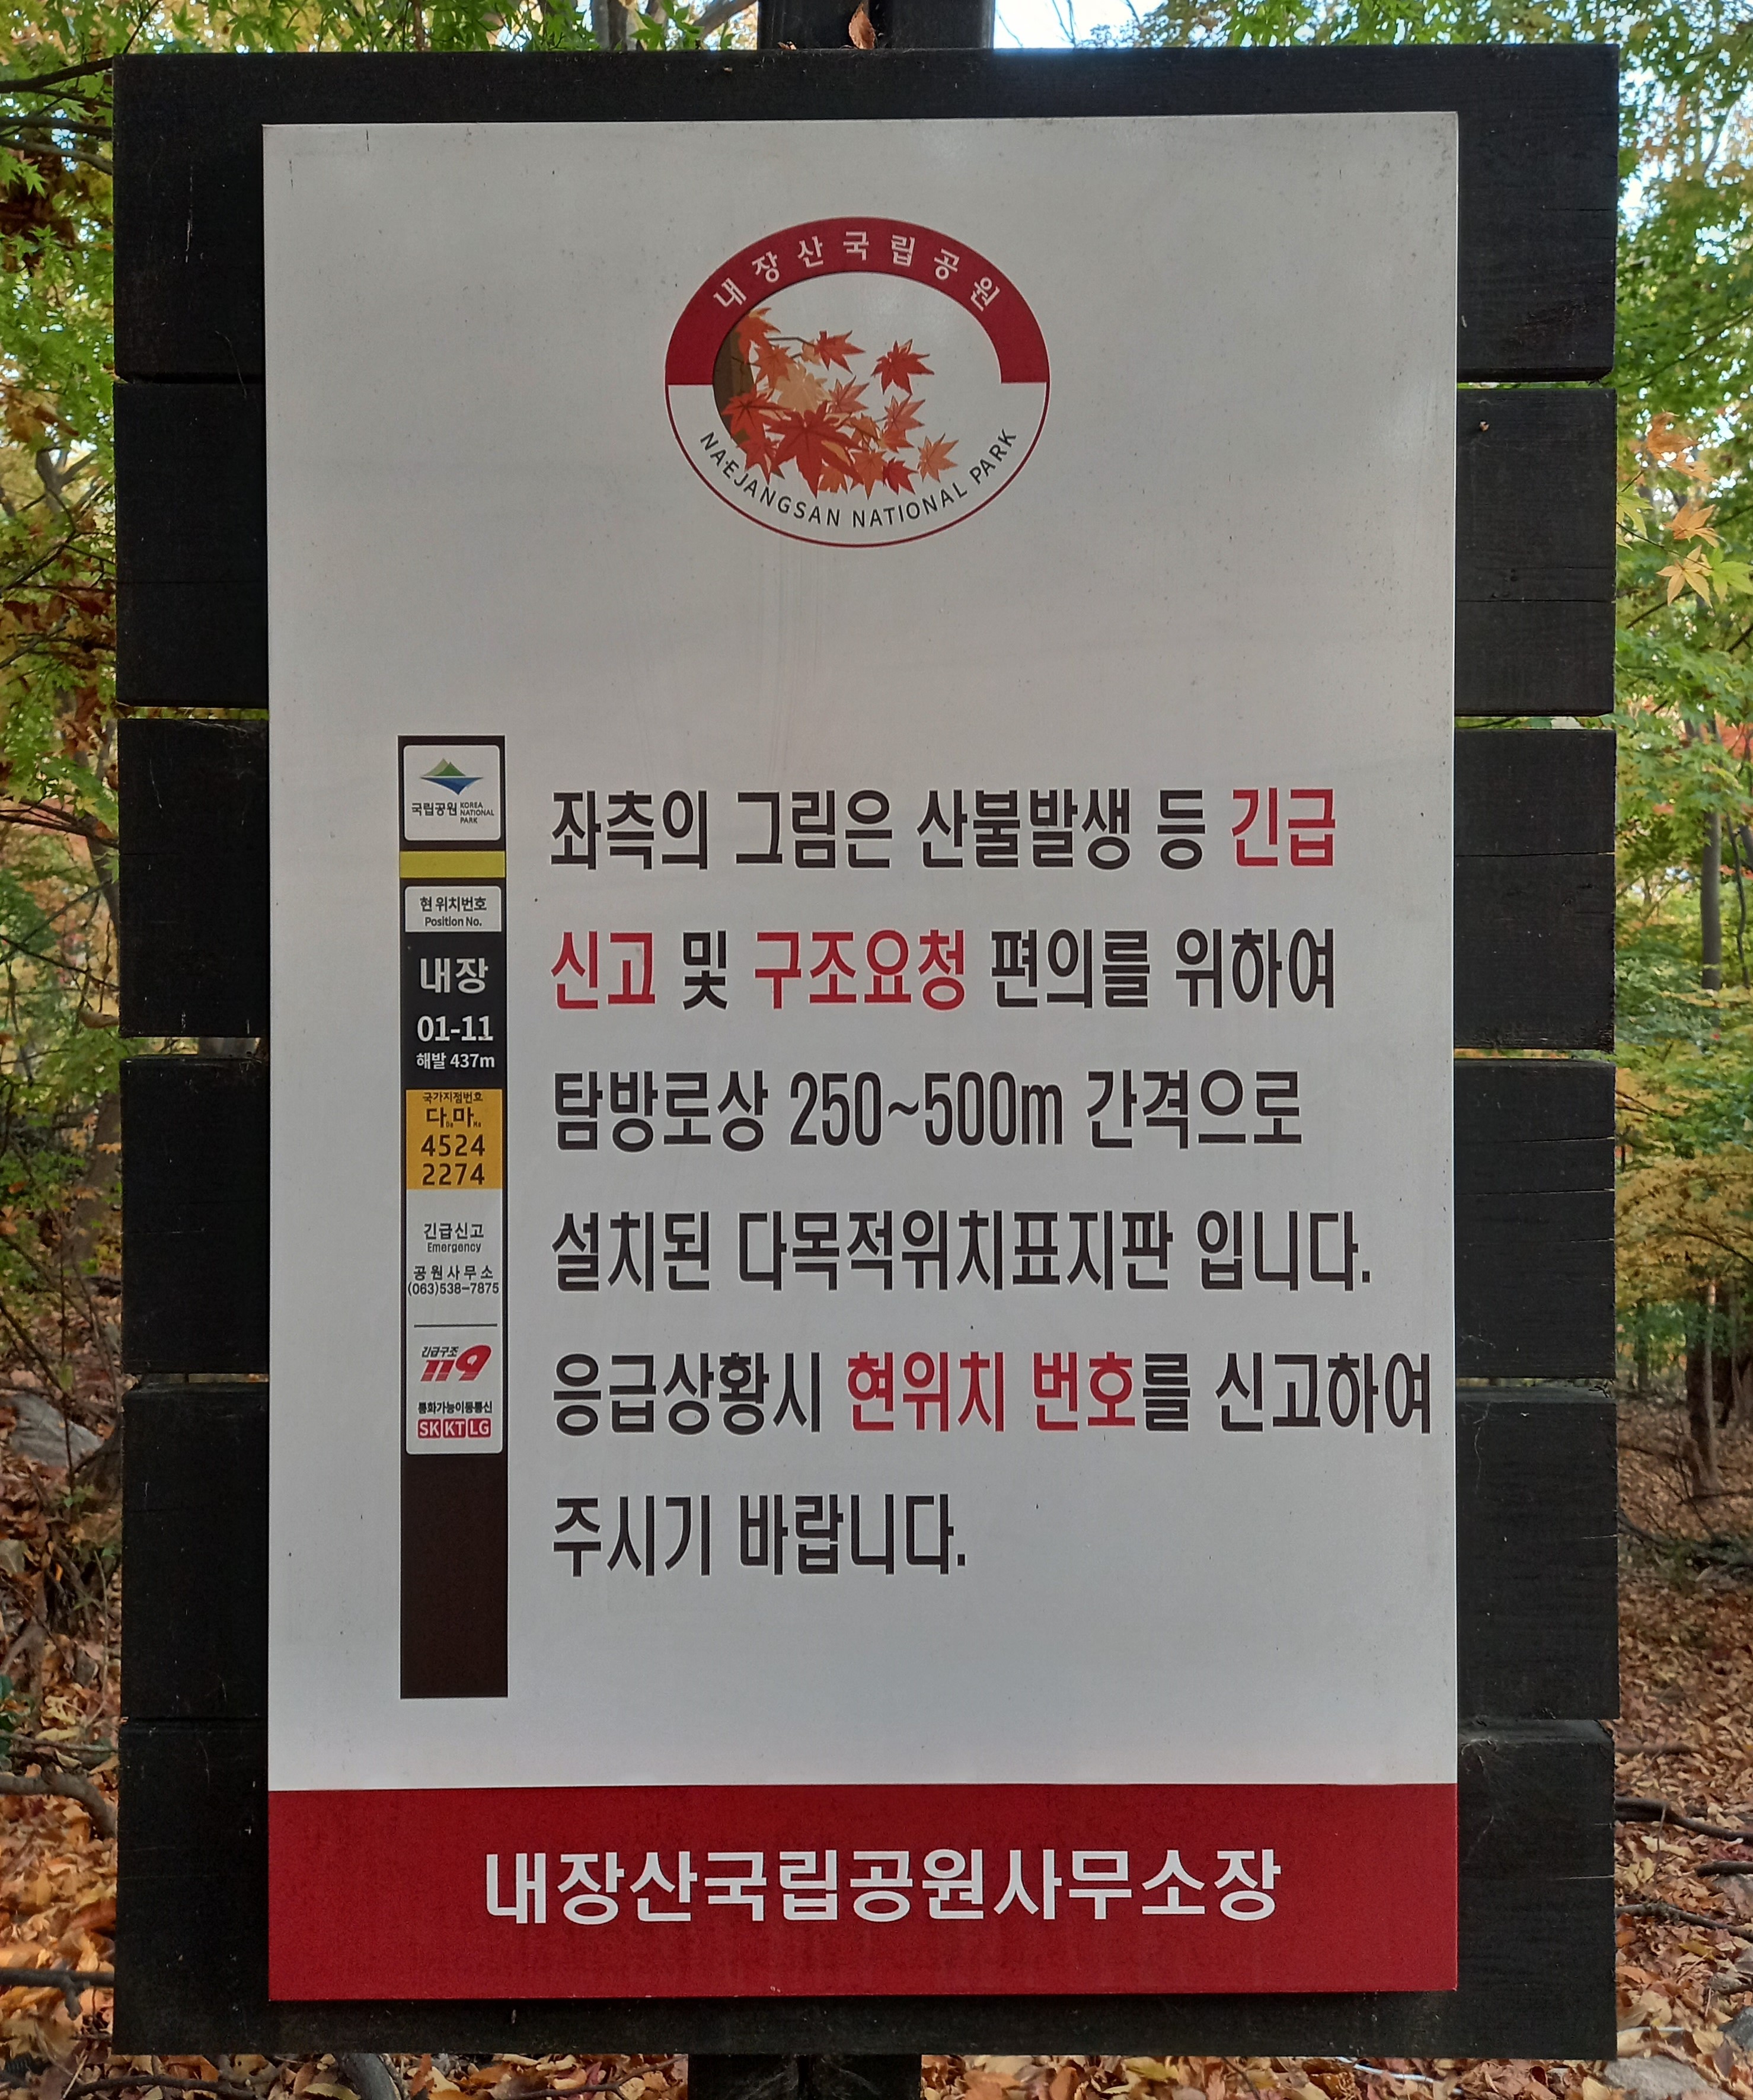 내장산국립공원
NAEJANGSAN NATIONAL PARK
국립공원 KOREA
NATIONAL
PARK
현 위치번호
Position No.
내장
01-11
해발 437m
국가지점번호
다Da마Ma
4524
2274
긴급신고
Emergency
공원사무소
(063)538-7875
긴급구조
119
통화가능이동통신
SK KT LG
좌측의 그림은 산불발생 등 긴급
신고 및 구조요청 편의를 위하여
탐방로상 250~500m 간격으로
설치된 다목적위치표지판 입니다.
응급상황시 현위치 번호를 신고하여
주시기 바랍니다.
내장산국립공원사무소장